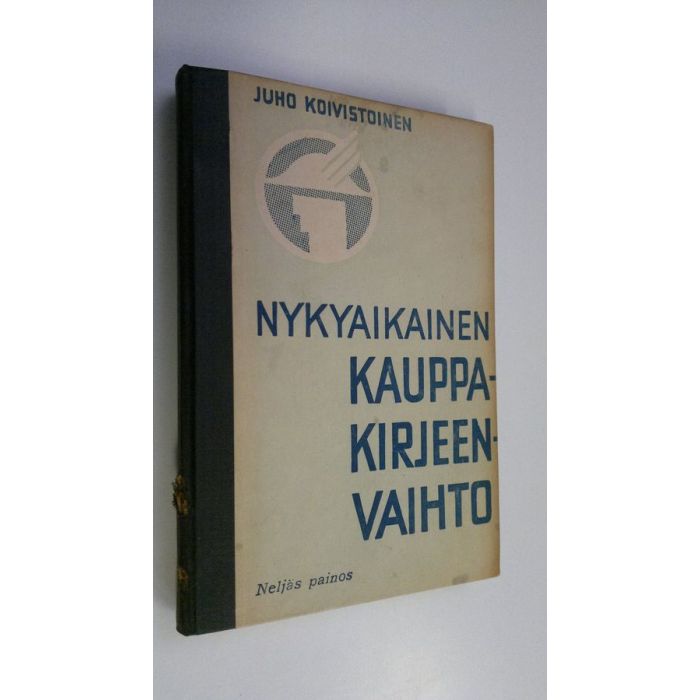 JUHO KOIVISTOINEN
NYKYAIKAINEN
KAUPPA-
KIRJEEN-
VAIHTO
Neljäs painos